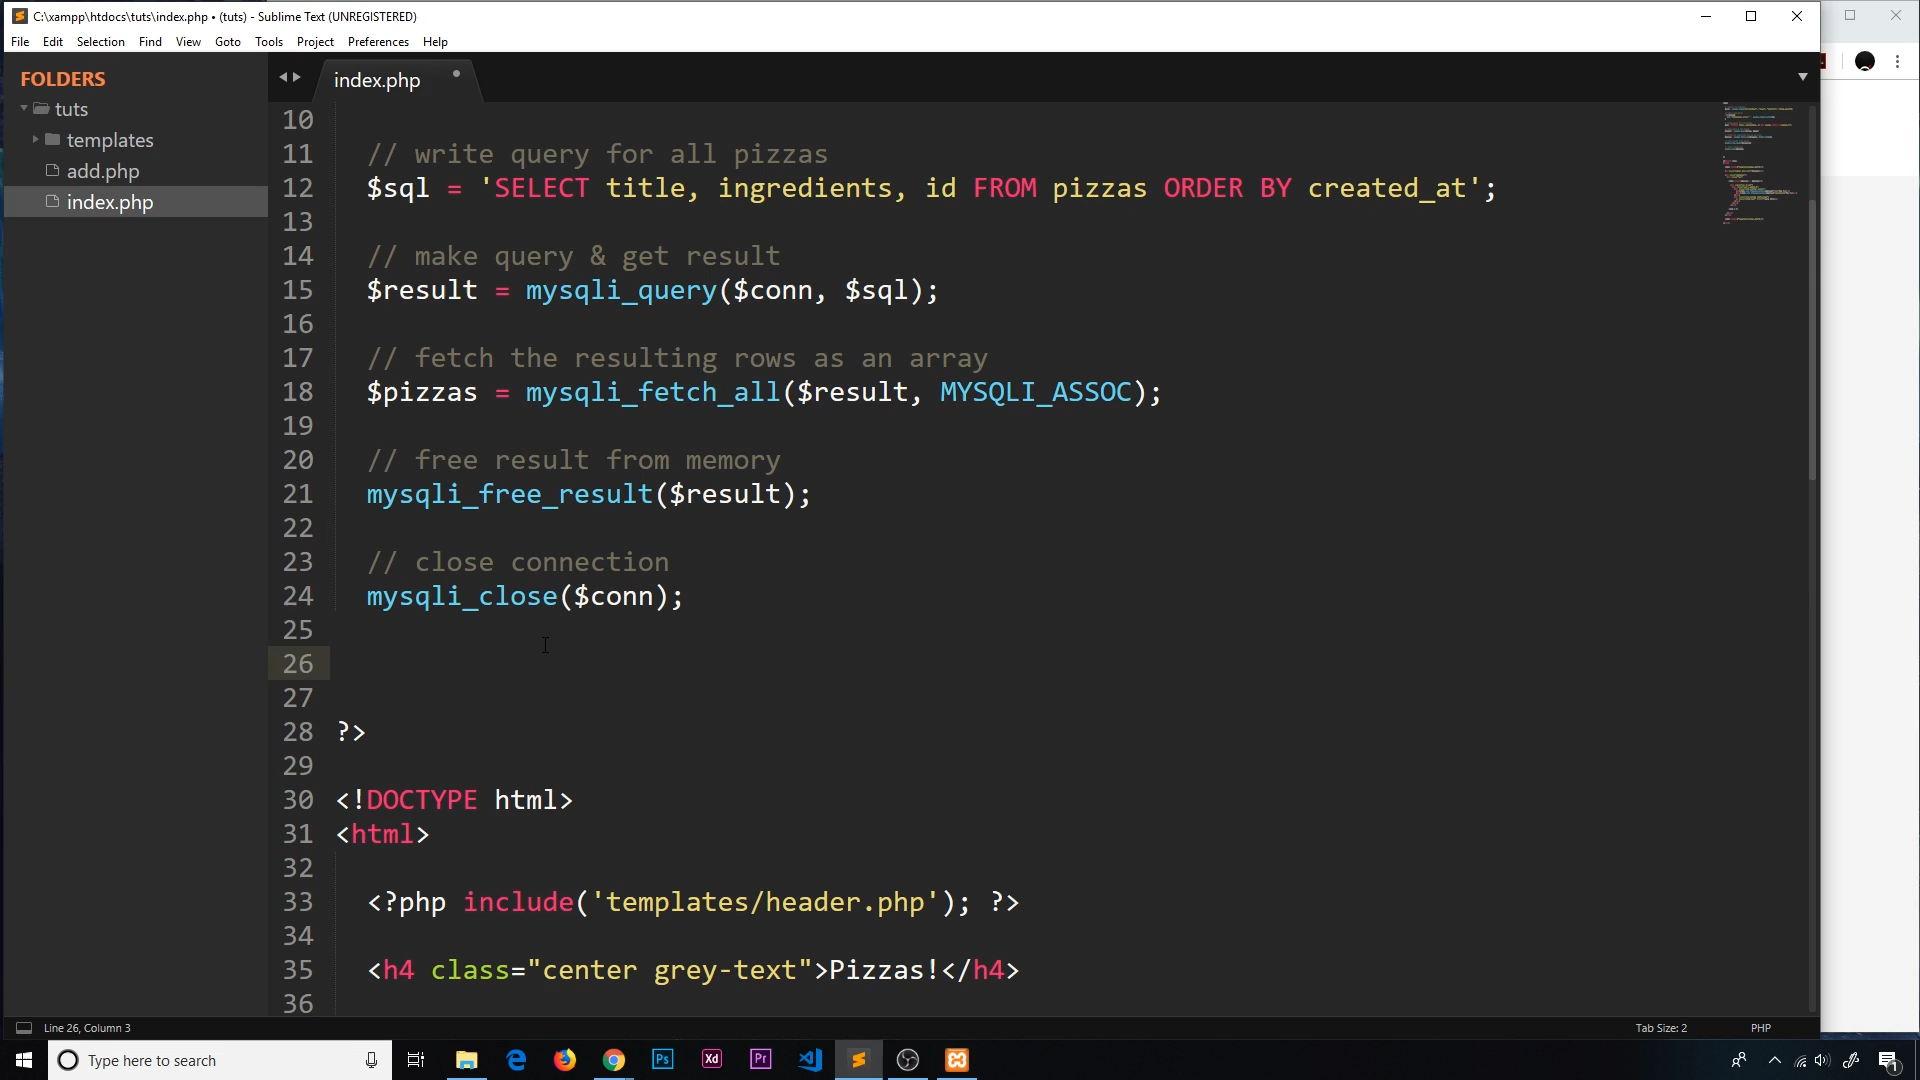 C:\xampp\htdocs\tuts\index.php • (tuts) - Sublime Text (UNREGISTERED)
File Edit Selection Find View Goto Tools Project Preferences Help
FOLDERS
tuts
templates
add.php
index.php
index.php
10
11 // write query for all pizzas
12 $sql = 'SELECT title, ingredients, id FROM pizzas ORDER BY created_at';
13
14 // make query & get result
15 $result = mysqli_query($conn, $sql);
16
17 // fetch the resulting rows as an array
18 $pizzas = mysqli_fetch_all($result, MYSQLI_ASSOC);
19
20 // free result from memory
21 mysqli_free_result($result);
22
23 // close connection
24 mysqli_close($conn);
25
26
27
28 ?>
29
30 <!DOCTYPE html>
31 <html>
32
33 <?php include('templates/header.php'); ?>
34
35 <h4 class="center grey-text">Pizzas!</h4>
36
Line 26, Column 3
Tab Size: 2 PHP
Type here to search
Ps Xd Pr
1